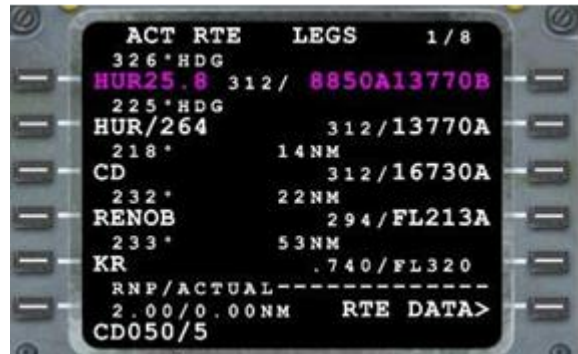 ACT RTE LEGS 1/8
326°HDG
HUR25.8 312/ 8850A13770B
225°HDG
HUR/264 312/13770A
218° 14NM
CD 312/16730A
232° 22NM
RENOB 294/FL213A
233° 53NM
KR .740/FL320
RNP/ACTUAL-------------
2.00/0.00NM RTE DATA>
CD050/5